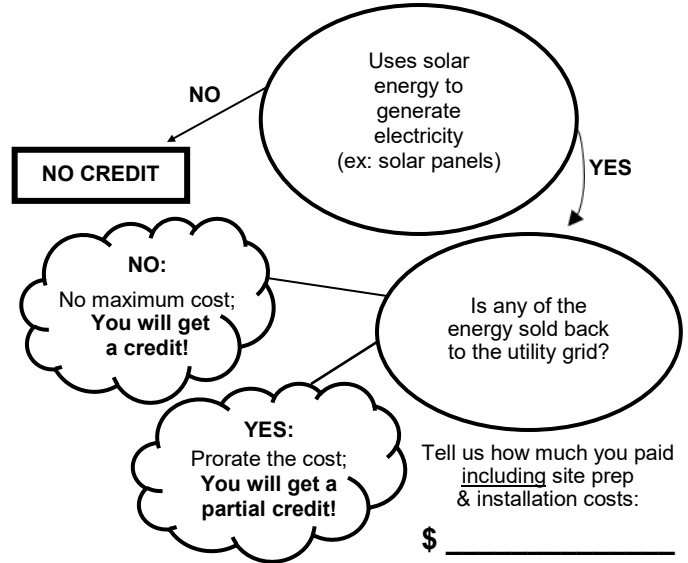 Uses solar
energy to
generate
electricity
(ex: solar panels)
NO
NO CREDIT
YES
NO:
No maximum cost;
You will get
a credit!
Is any of the
energy sold back
to the utility grid?
YES:
Prorate the cost;
You will get a
partial credit!
Tell us how much you paid
including site prep
& installation costs:
$ _______________